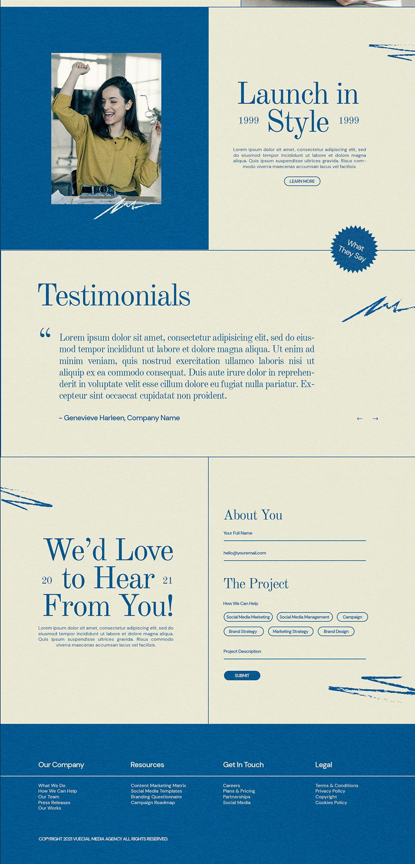 Launch in
1999 Style 1999
Lorem ipsum dolor sit amet, consectetur adipisicing elit, sed
do eiusmod tempor incididunt ut labore et dolore magna
aliqua. Quis ipsum suspendisse ultrices gravida. Risus com-
modo viverra maecenas accumsan lacus vel facilisis
LEARN MORE
What
They Say
Testimonials
“ Lorem ipsum dolor sit amet, consectetur adipisicing elit, sed do eius-
mod tempor incididunt ut labore et dolore magna aliqua. Ut enim ad
minim veniam, quis nostrud exercitation ullamco laboris nisi ut
aliquip ex ea commodo consequat. Duis aute irure dolor in reprehen-
derit in voluptate velit esse cillum dolore eu fugiat nulla pariatur. Ex-
cepteur sint occaecat cupidatat non proident.
- Genevieve Harleen, Company Name
← →
We'd Love
20 to Hear 21
From You!
Lorem ipsum dolor sit amet, consectetur adipiscing elit, sed do
eiusmod tempor incididunt ut labore et dolore magna aliqua.
Quis ipsum suspendisse ultrices gravida. Risus commodo
viverra maecenas accumsan lacus vel facilisis.
About You
Your Full Name
hello@youremail.com
The Project
How We Can Help
Social Media Marketing Social Media Management Campaign
Brand Strategy Marketing Strategy Brand Design
Project Description
SUBMIT
Our Company Resources Get In Touch Legal
What We Do Content Marketing Matrix Careers Terms & Conditions
How We Can Help Social Media Templates Plans & Pricing Privacy Policy
Our Team Branding Questionnaire Partnerships Copyright
Press Releases Campaign Roadmap Social Media Cookies Policy
Our Works
COPYRIGHT 2021 VUECIAL MEDIA AGENCY ALL RIGHTS RESERVED.